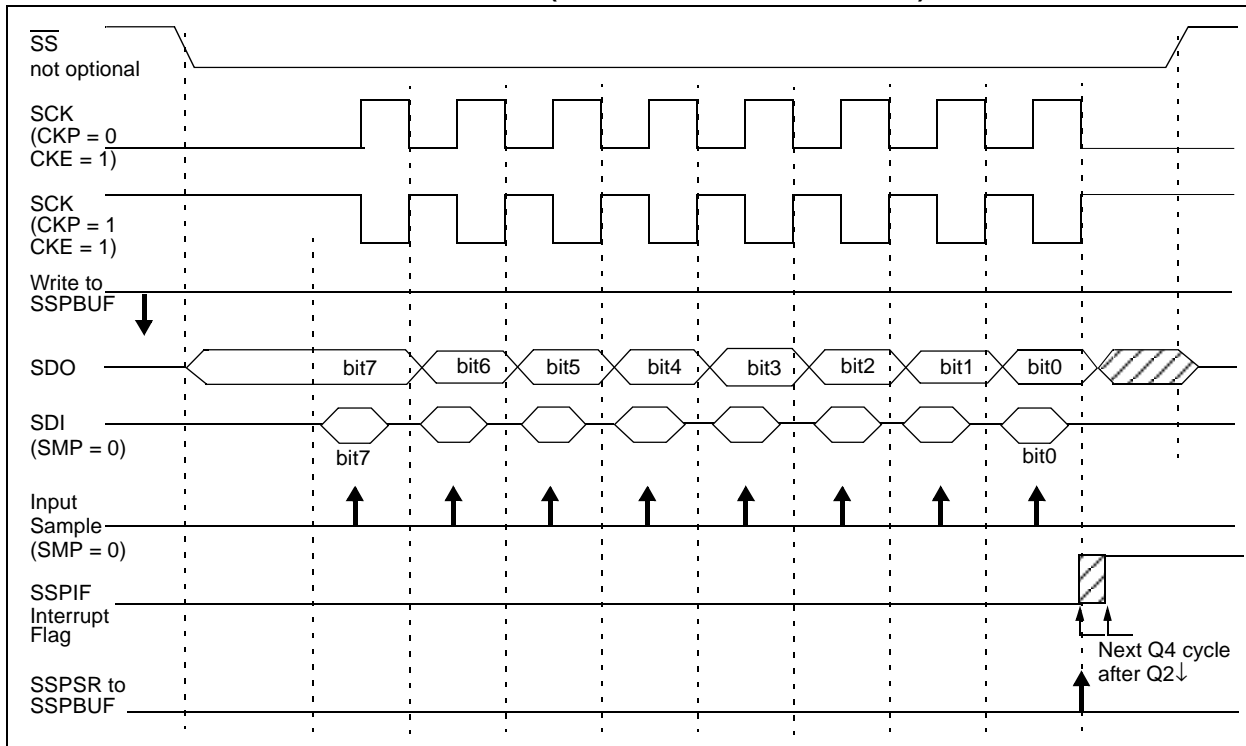 SS
not optional
SCK
(CKP = 0
CKE = 1)
SCK
(CKP = 1
CKE = 1)
Write to
SSPBUF
SDO bit7 bit6 bit5 bit4 bit3 bit2 bit1 bit0
SDI
(SMP = 0)
bit7 bit0
Input
Sample
(SMP = 0)
SSPIF
Interrupt
Flag
Next Q4 cycle
after Q2↓
SSPSR to
SSPBUF